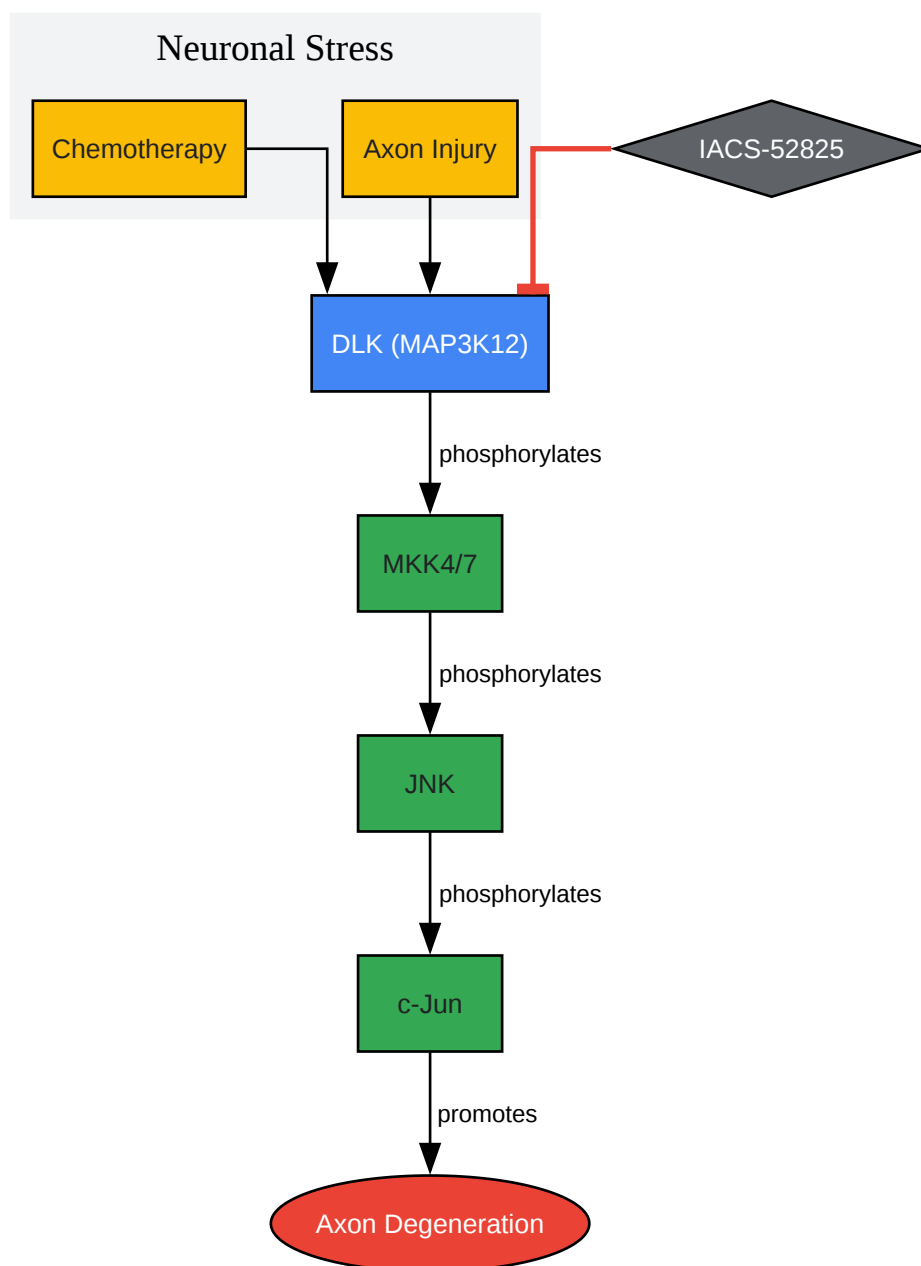 Neuronal Stress
Chemotherapy
Axon Injury
IACS-52825
DLK (MAP3K12)
phosphorylates
MKK4/7
phosphorylates
JNK
phosphorylates
c-Jun
promotes
Axon Degeneration